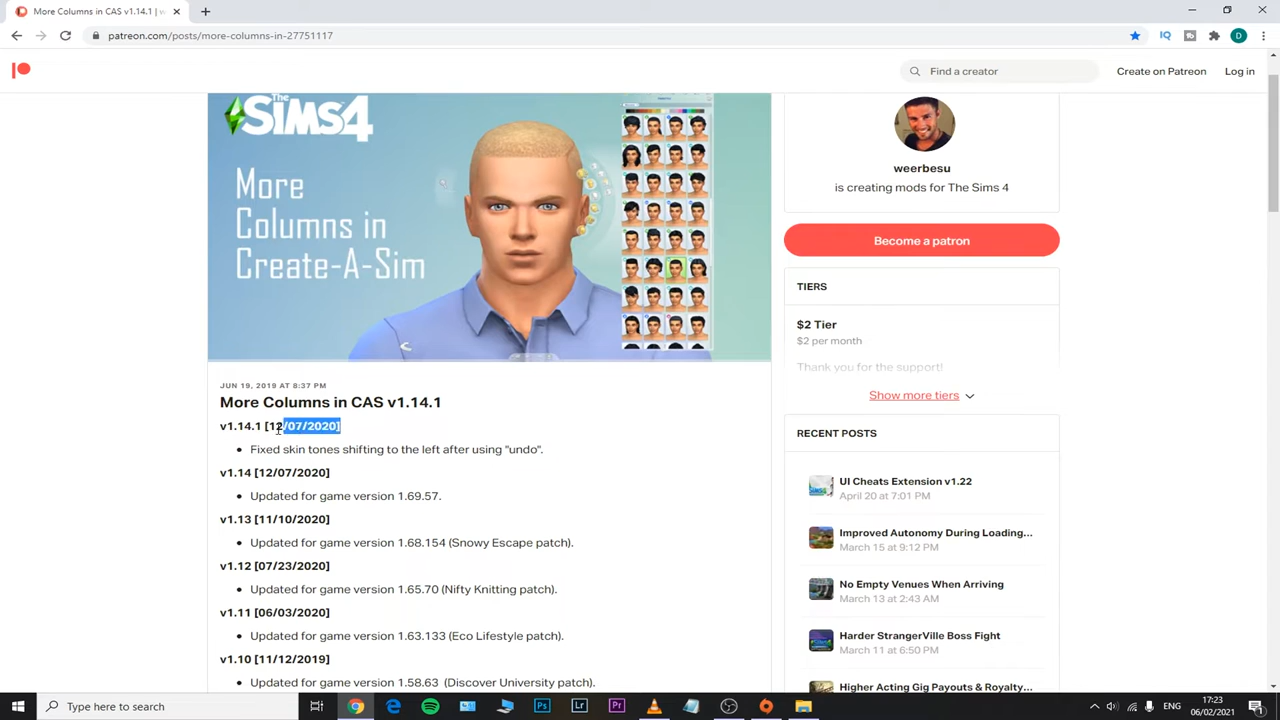 More Columns in CAS v1.14.1 | w
patreon.com/posts/more-columns-in-27751117
Find a creator
Create on Patreon
Log in
THE SIMS 4
More
Columns in
Create-A-Sim
weerbesu
is creating mods for The Sims 4
Become a patron
TIERS
$2 Tier
$2 per month
Thank you for the support!
Show more tiers
RECENT POSTS
UI Cheats Extension v1.22
April 20 at 7:01 PM
Improved Autonomy During Loading...
March 15 at 9:12 PM
No Empty Venues When Arriving
March 13 at 2:43 AM
Harder StrangerVille Boss Fight
March 11 at 6:50 PM
Higher Acting Gig Payouts & Royalty...
JUN 19, 2019 AT 8:37 PM
More Columns in CAS v1.14.1
v1.14.1 [12/07/2020]
• Fixed skin tones shifting to the left after using "undo".
v1.14 [12/07/2020]
• Updated for game version 1.69.57.
v1.13 [11/10/2020]
• Updated for game version 1.68.154 (Snowy Escape patch).
v1.12 [07/23/2020]
• Updated for game version 1.65.70 (Nifty Knitting patch).
v1.11 [06/03/2020]
• Updated for game version 1.63.133 (Eco Lifestyle patch).
v1.10 [11/12/2019]
• Updated for game version 1.58.63 (Discover University patch).
Type here to search
ENG
17:23
06/02/2021